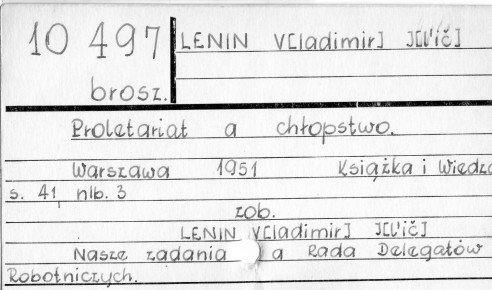 10 497 LENIN V[ladimir] I[l'ič]
brosz.
Proletariat a chłopstwo.
Warszawa 1951 Książka i Wiedza
s. 41, nlb. 3
zob.
LENIN V[ladimir] I[l'ič]
Nasze zadania a Rada Delegatów
Robotniczych.